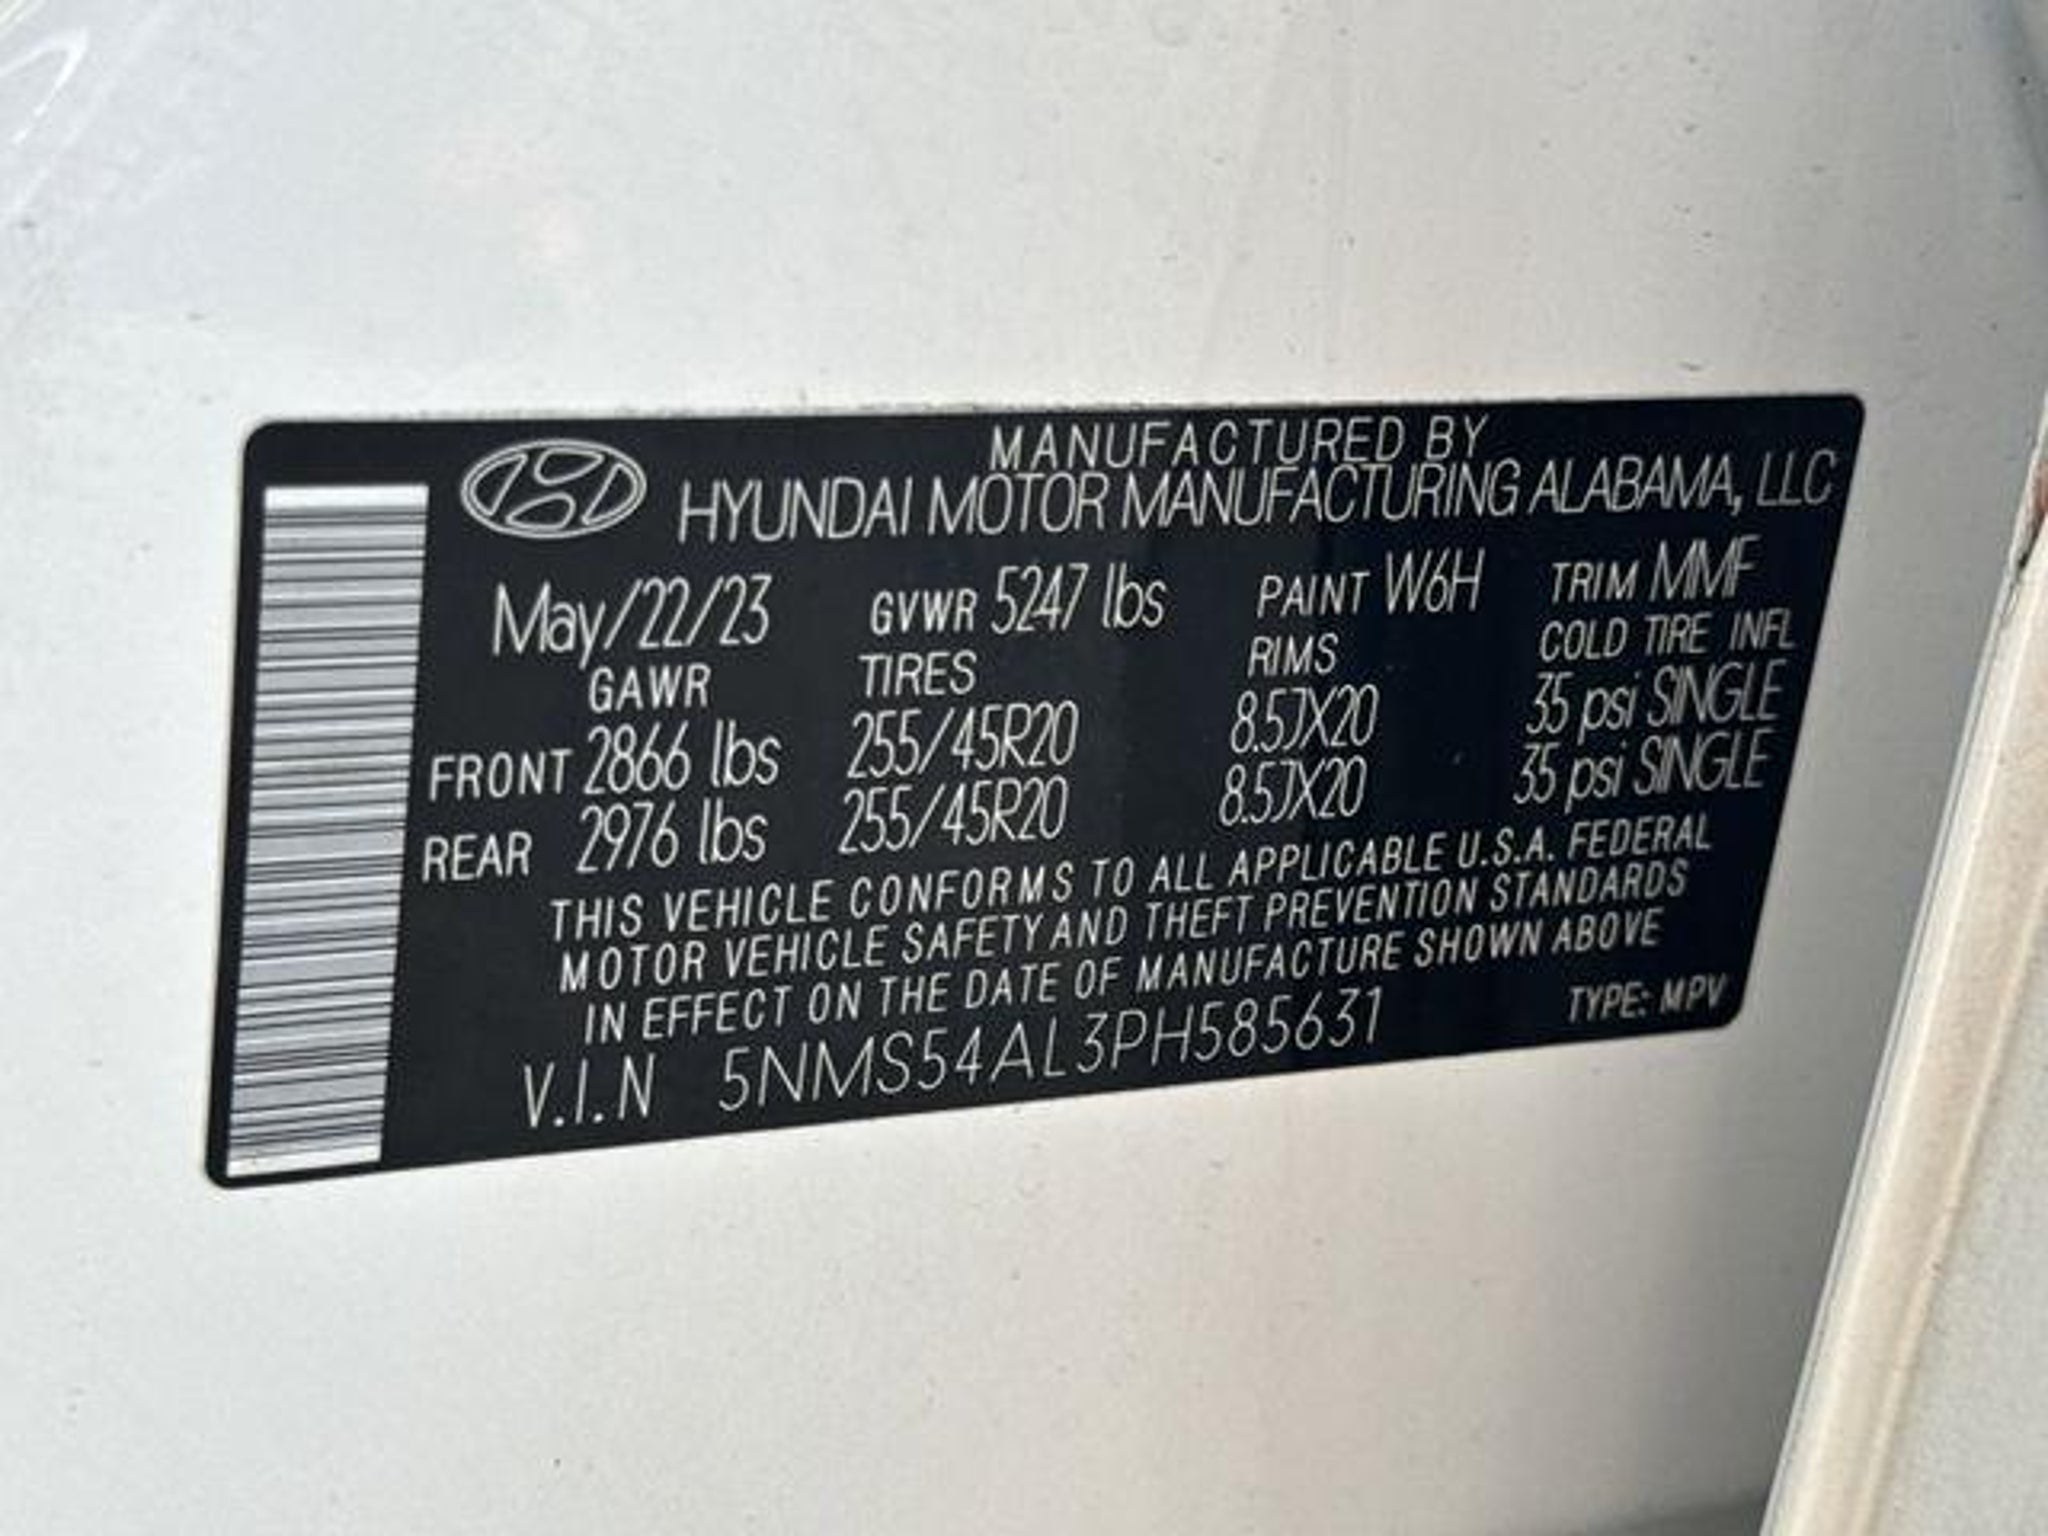 MANUFACTURED BY
HYUNDAI MOTOR MANUFACTURING ALABAMA, LLC
May/22/23 GVWR 5247 lbs PAINT W6H TRIM MMF
GAWR TIRES RIMS COLD TIRE INFL
FRONT 2866 lbs 255/45R20 8.5JX20 35 psi SINGLE
REAR 2976 lbs 255/45R20 8.5JX20 35 psi SINGLE
THIS VEHICLE CONFORMS TO ALL APPLICABLE U.S.A. FEDERAL
MOTOR VEHICLE SAFETY AND THEFT PREVENTION STANDARDS
IN EFFECT ON THE DATE OF MANUFACTURE SHOWN ABOVE
V.I.N 5NMS54AL3PH585631 TYPE: MPV